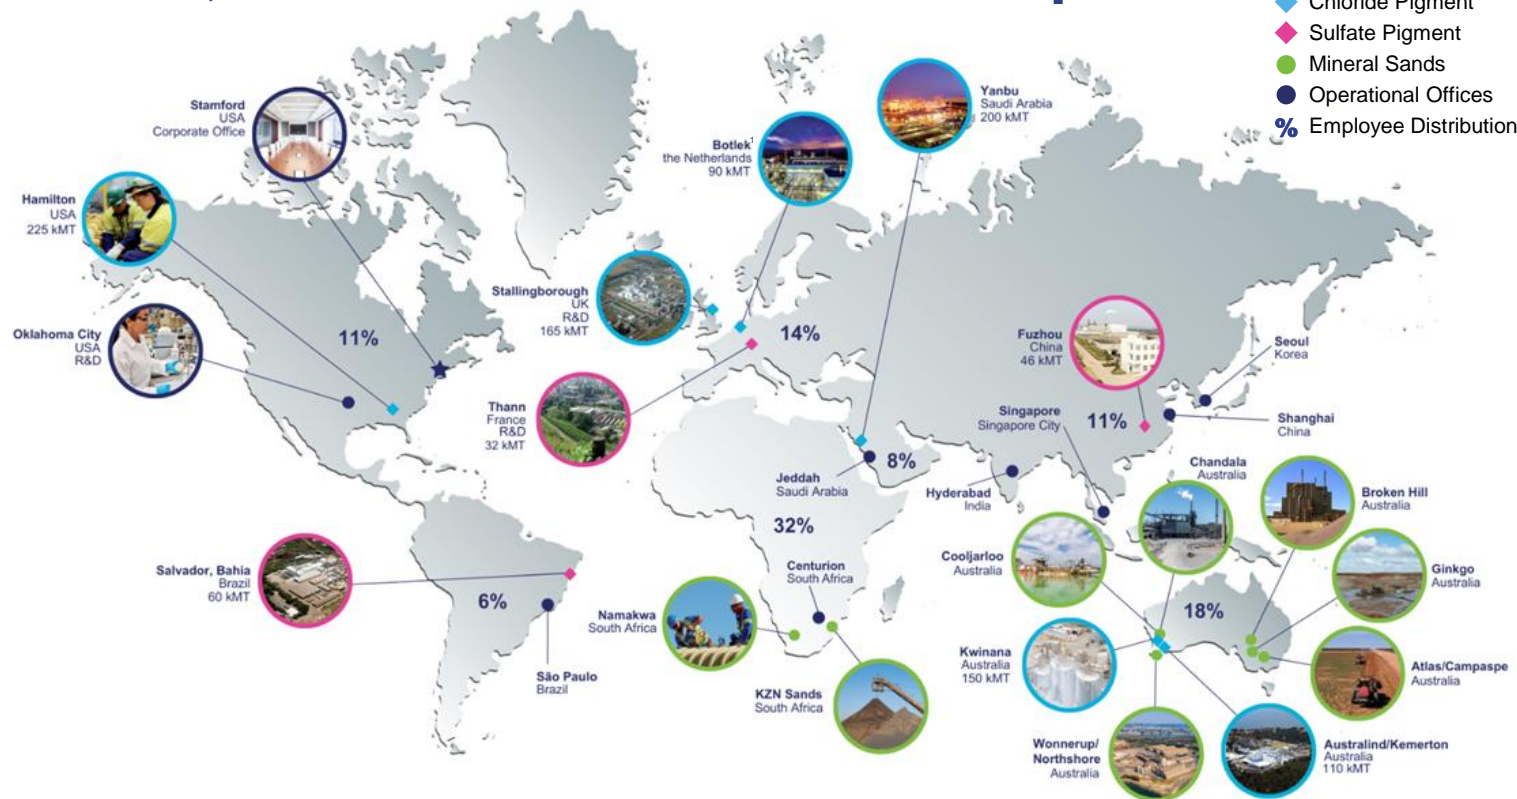 Chloride Pigment
Sulfate Pigment
Mineral Sands
Operational Offices
% Employee Distribution
Stamford
USA
Corporate Office
Yanbu
Saudi Arabia
200 kMT
Botlek¹
the Netherlands
90 kMT
Hamilton
USA
225 kMT
Stallingborough
UK
R&D
165 kMT
Oklahoma City
USA
R&D
11%
14%
Fuzhou
China
46 kMT
Seoul
Korea
Thann
France
R&D
32 kMT
Singapore
Singapore City
11%
Shanghai
China
Jeddah
Saudi Arabia
8%
Hyderabad
India
Chandala
Australia
Broken Hill
Australia
32%
Cooljarloo
Australia
Ginkgo
Australia
Salvador, Bahia
Brazil
60 kMT
6%
Centurion
South Africa
Namakwa
South Africa
18%
São Paulo
Brazil
Kwinana
Australia
150 kMT
Atlas/Campaspe
Australia
KZN Sands
South Africa
Wonnerup/
Northshore
Australia
Australind/Kemerton
Australia
110 kMT